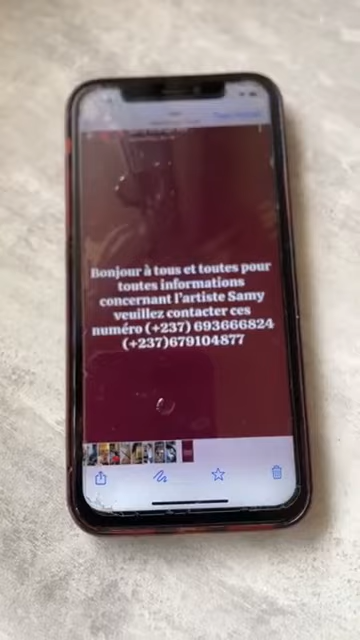 Bonjour à tous et toutes pour
toutes informations
concernant l'artiste Samy
veuillez contacter ces
numéro (+237) 693666824
(+237)679104877